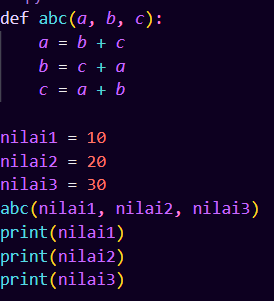 def abc(a, b, c):
    a = b + c
    b = c + a
    c = a + b

nilai1 = 10
nilai2 = 20
nilai3 = 30
abc(nilai1, nilai2, nilai3)
print(nilai1)
print(nilai2)
print(nilai3)